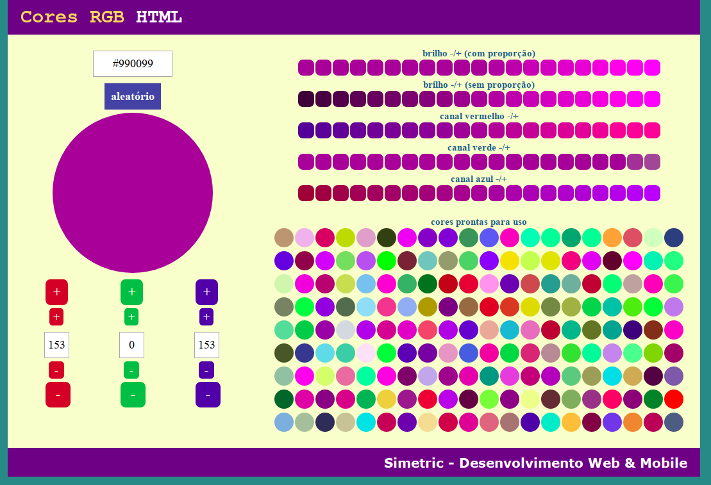 Cores RGB HTML
#990099
aleatório
+ + +
+ + +
153 0 153
- - -
- - -
brilho -/+ (com proporção)
brilho -/+ (sem proporção)
canal vermelho -/+
canal verde -/+
canal azul -/+
cores prontas para uso
Simetric - Desenvolvimento Web & Mobile